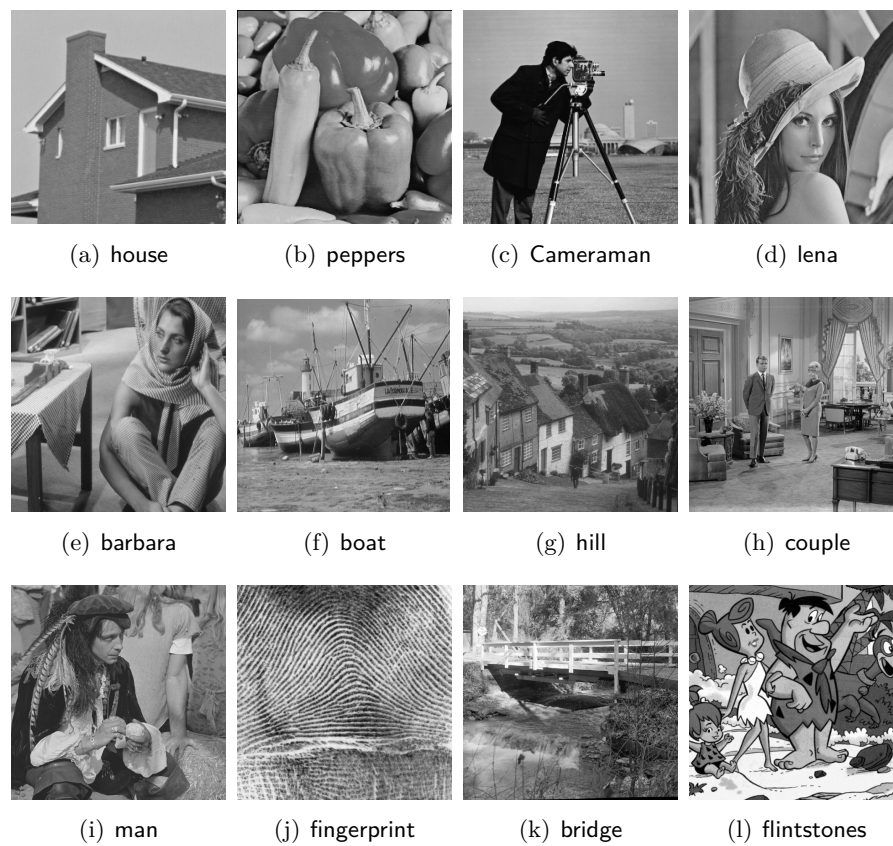 (a) house
(b) peppers
(c) Cameraman
(d) lena
(e) barbara
(f) boat
(g) hill
(h) couple
(i) man
(j) fingerprint
(k) bridge
(l) flintstones